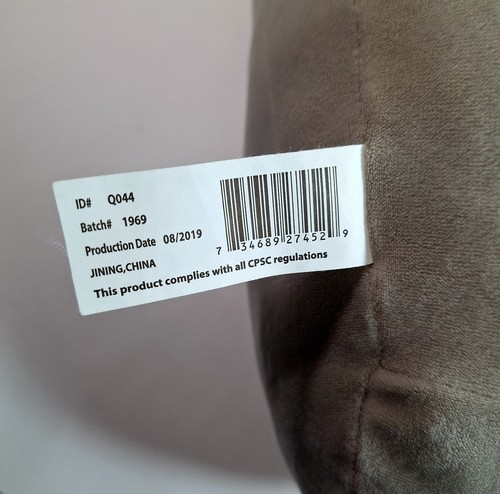 ID# Q044
Batch# 1969
Production Date 08/2019
JINING,CHINA
This product complies with all CPSC regulations
7 34689 27452 9